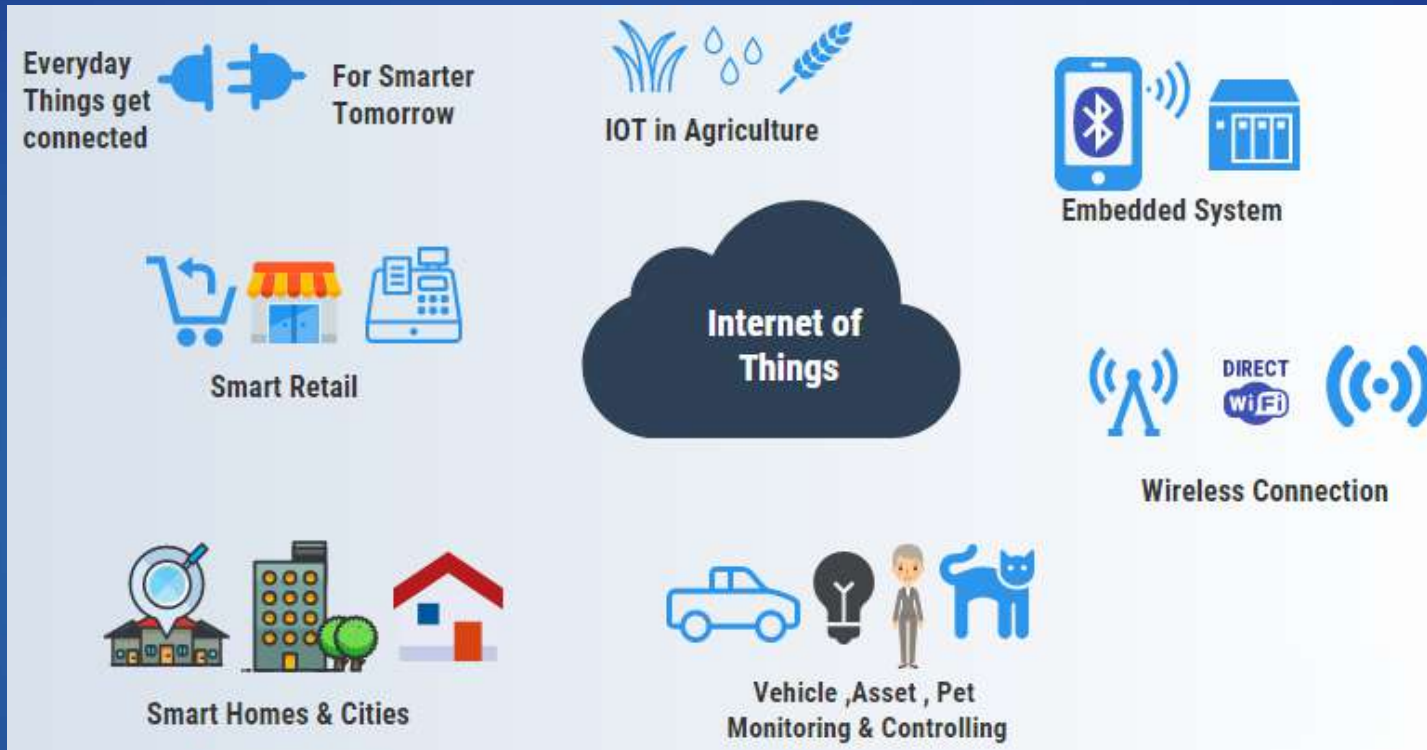 Everyday
Things get
connected
For Smarter
Tomorrow
IOT in Agriculture
Embedded System
Smart Retail
Internet of
Things
DIRECT
WiFi
Wireless Connection
Smart Homes & Cities
Vehicle ,Asset , Pet
Monitoring & Controlling